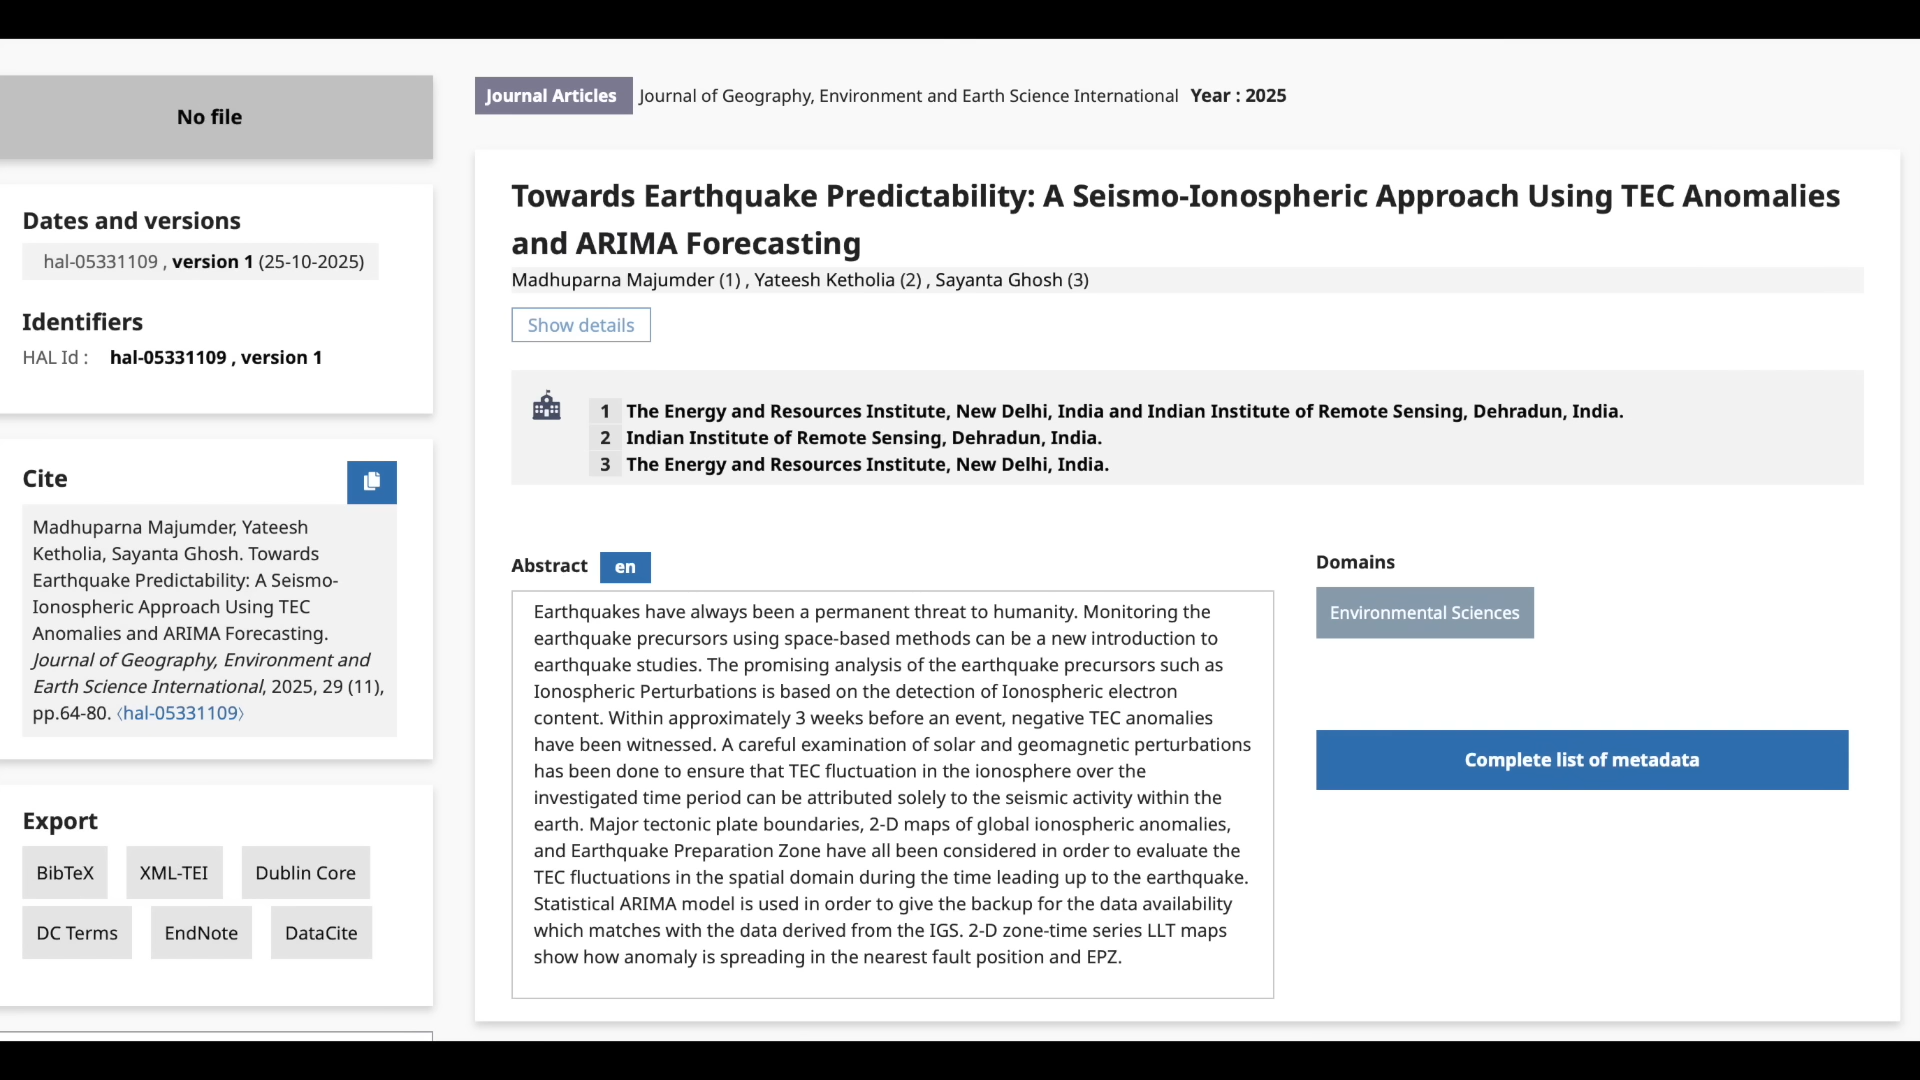 No file
Dates and versions
hal-05331109 , version 1 (25-10-2025)
Identifiers
HAL Id : hal-05331109 , version 1
Cite
Madhuparna Majumder, Yateesh
Ketholia, Sayanta Ghosh. Towards
Earthquake Predictability: A Seismo-
Ionospheric Approach Using TEC
Anomalies and ARIMA Forecasting.
Journal of Geography, Environment and
Earth Science International, 2025, 29 (11),
pp.64-80. ⟨hal-05331109⟩
Export
BibTeX XML-TEI Dublin Core
DC Terms EndNote DataCite
Journal Articles Journal of Geography, Environment and Earth Science International Year : 2025
Towards Earthquake Predictability: A Seismo-Ionospheric Approach Using TEC Anomalies
and ARIMA Forecasting
Madhuparna Majumder (1) , Yateesh Ketholia (2) , Sayanta Ghosh (3)
Show details
1 The Energy and Resources Institute, New Delhi, India and Indian Institute of Remote Sensing, Dehradun, India.
2 Indian Institute of Remote Sensing, Dehradun, India.
3 The Energy and Resources Institute, New Delhi, India.
Abstract en
Earthquakes have always been a permanent threat to humanity. Monitoring the
earthquake precursors using space-based methods can be a new introduction to
earthquake studies. The promising analysis of the earthquake precursors such as
Ionospheric Perturbations is based on the detection of Ionospheric electron
content. Within approximately 3 weeks before an event, negative TEC anomalies
have been witnessed. A careful examination of solar and geomagnetic perturbations
has been done to ensure that TEC fluctuation in the ionosphere over the
investigated time period can be attributed solely to the seismic activity within the
earth. Major tectonic plate boundaries, 2-D maps of global ionospheric anomalies,
and Earthquake Preparation Zone have all been considered in order to evaluate the
TEC fluctuations in the spatial domain during the time leading up to the earthquake.
Statistical ARIMA model is used in order to give the backup for the data availability
which matches with the data derived from the IGS. 2-D zone-time series LLT maps
show how anomaly is spreading in the nearest fault position and EPZ.
Domains
Environmental Sciences
Complete list of metadata